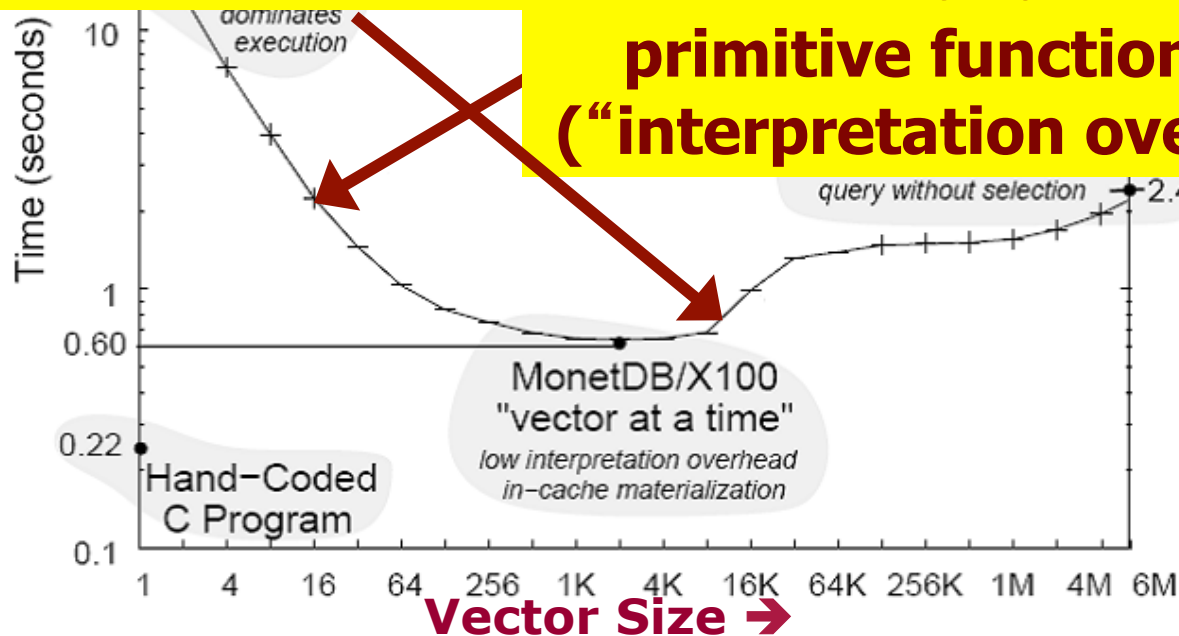 dominates
execution
primitive function
(“interpretation ove
query without selection
Time (seconds)
10
1
0.60
0.22
0.1
2.4
MonetDB/X100
"vector at a time"
low interpretation overhead
in-cache materialization
Hand-Coded
C Program
1 4 16 64 256 1K 4K 16K 64K 256K 1M 4M 6M
Vector Size ➔